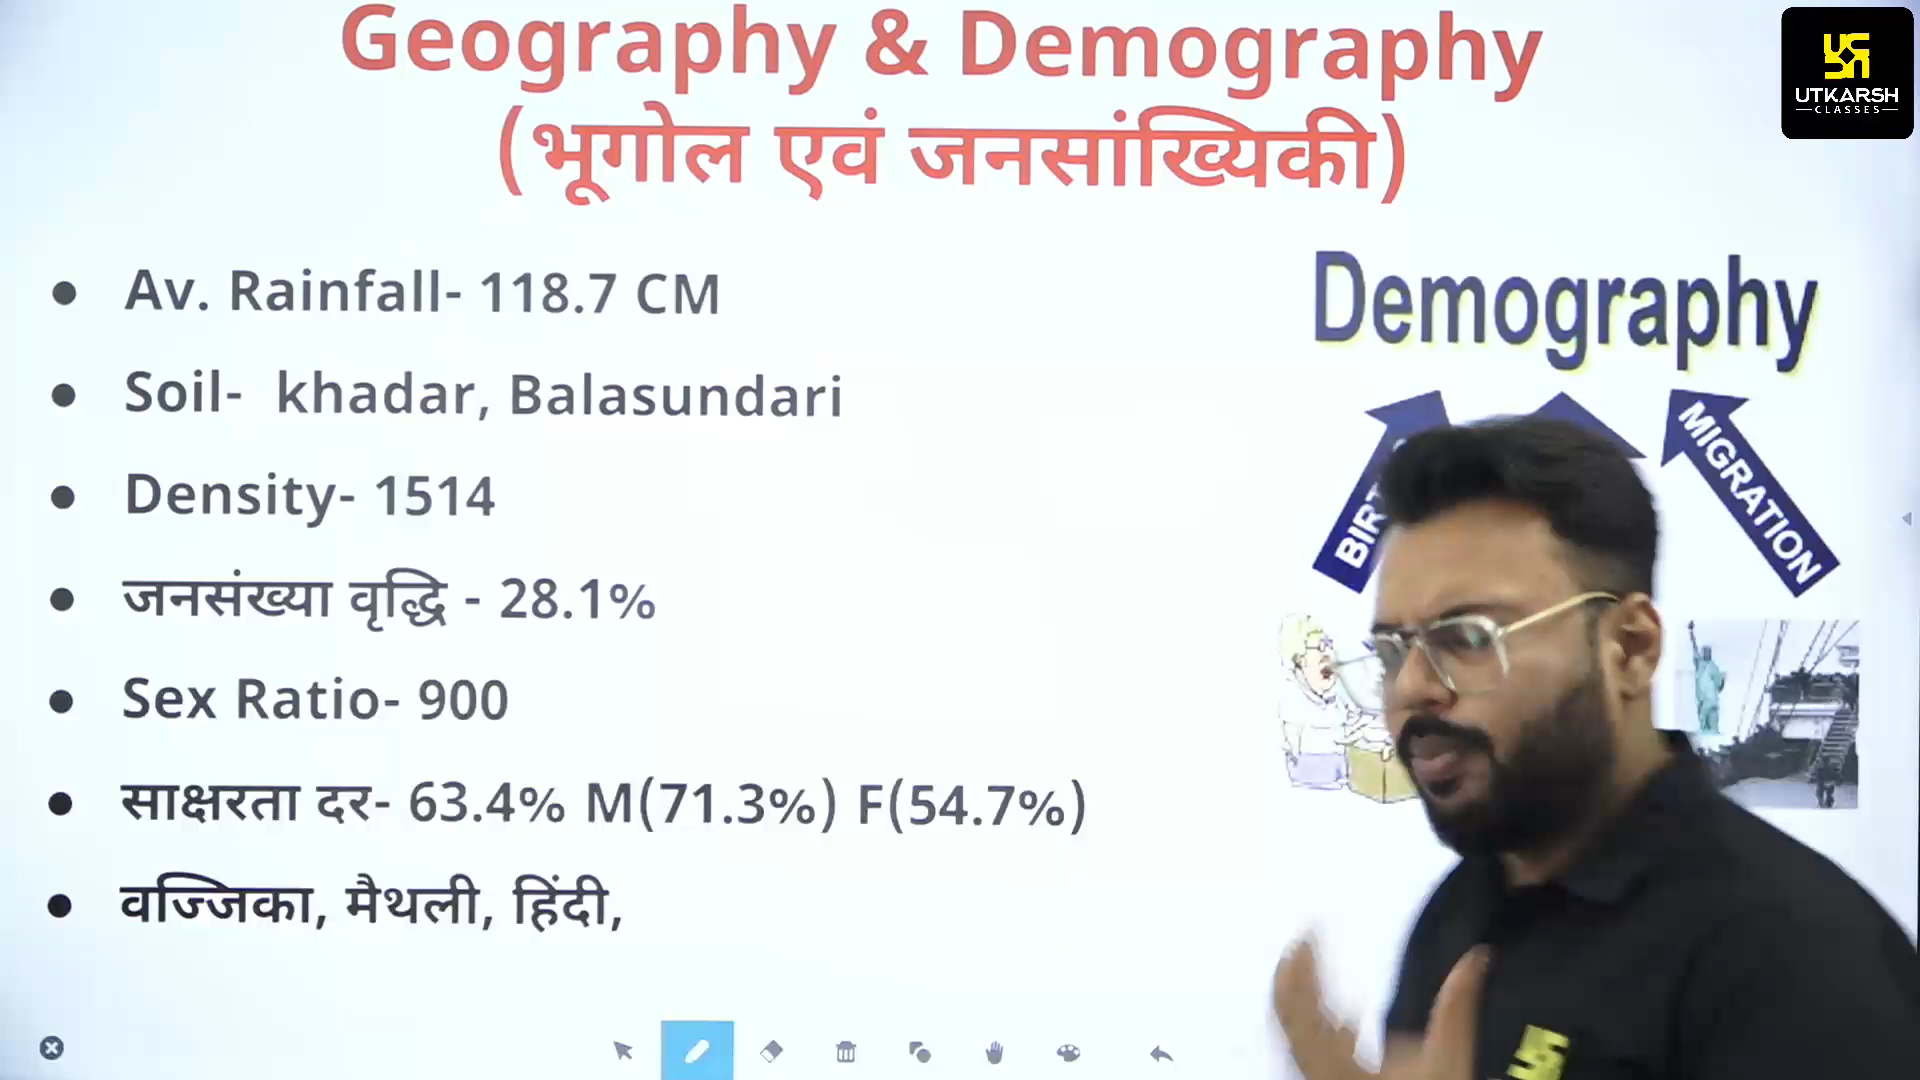 Geography & Demography
(भूगोल एवं जनसांख्यिकी)
UTKARSH
CLASSES
• Av. Rainfall- 118.7 CM
• Soil- khadar, Balasundari
• Density- 1514
• जनसंख्या वृद्धि - 28.1%
• Sex Ratio- 900
• साक्षरता दर- 63.4% M(71.3%) F(54.7%)
• वज्जिका, मैथली, हिंदी,
Demography
MIGRATION